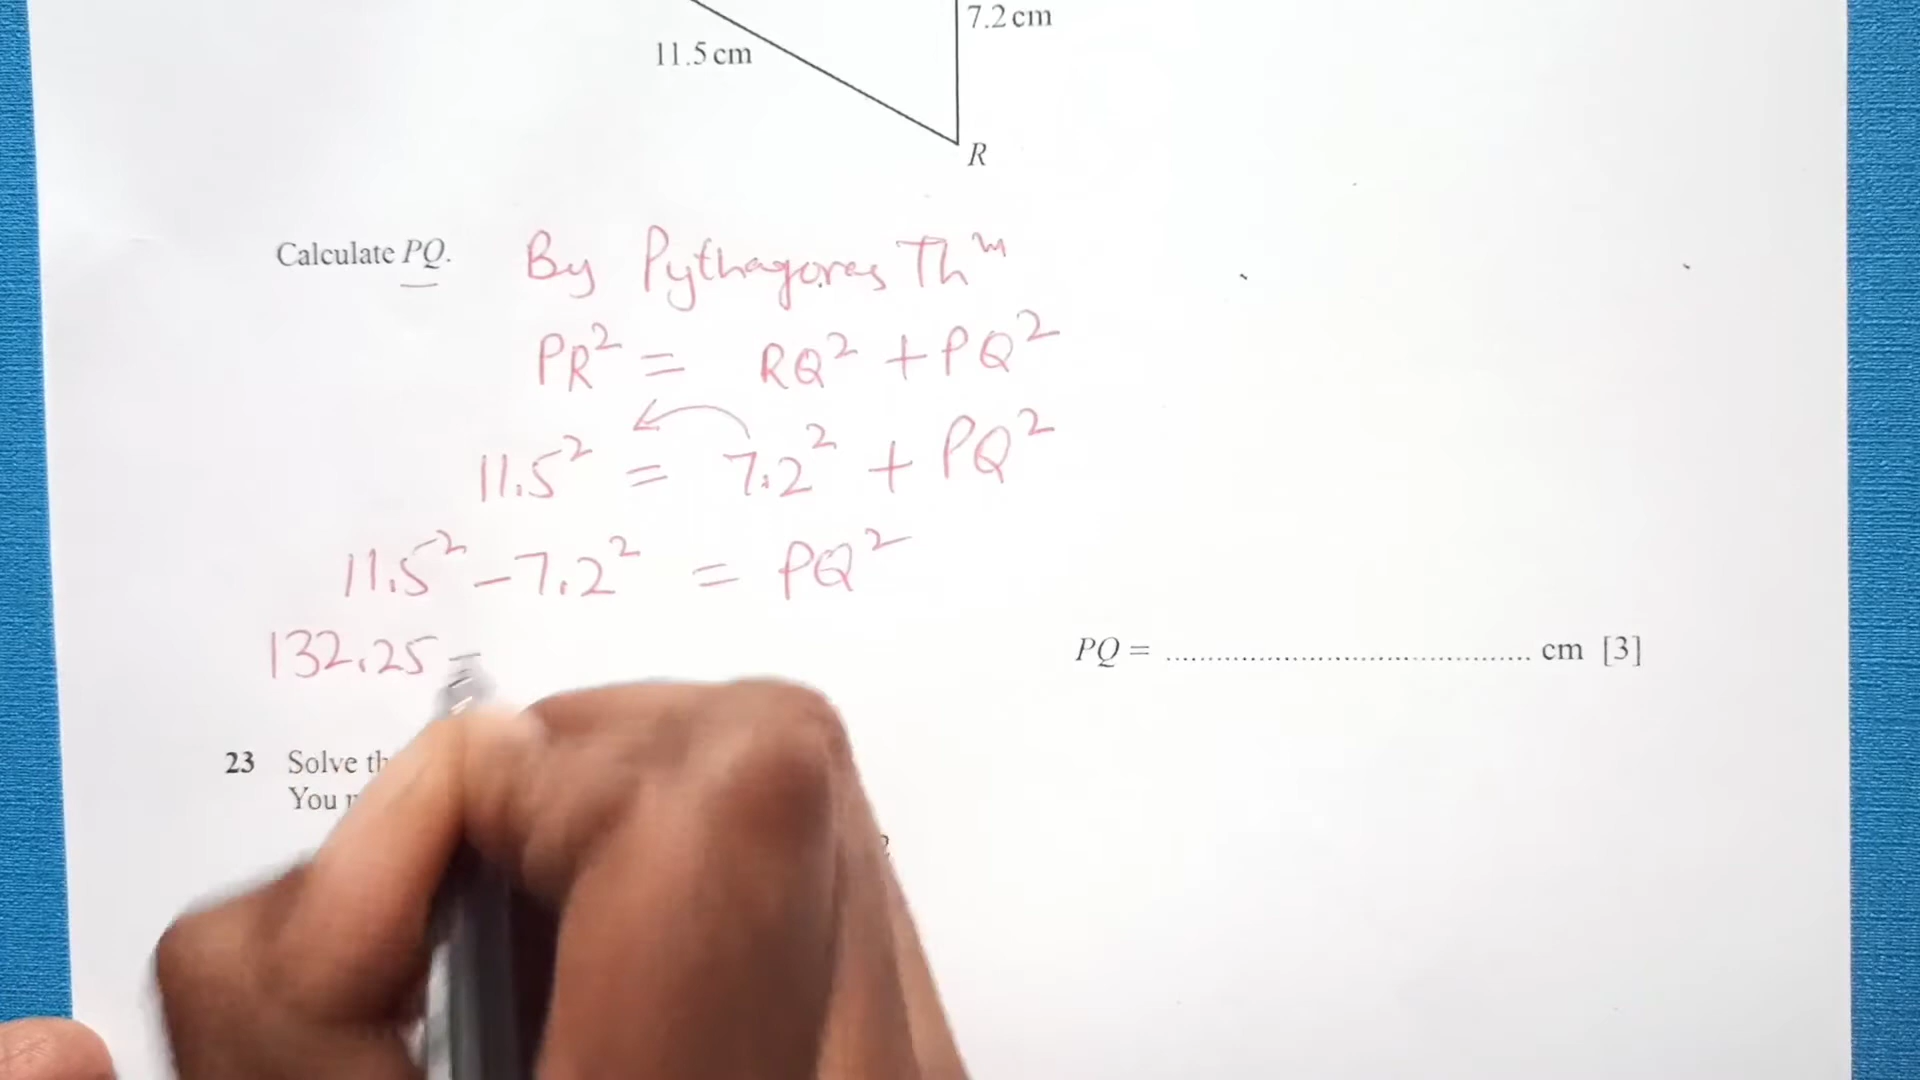 7.2 cm
11.5 cm
R
Calculate PQ. By Pythagoras Thᵐ
PR² = RQ² + PQ²
11.5² = 7.2² + PQ²
11.5² - 7.2² = PQ²
132.25 -
PQ = ........................................ cm [3]
23 Solve
You